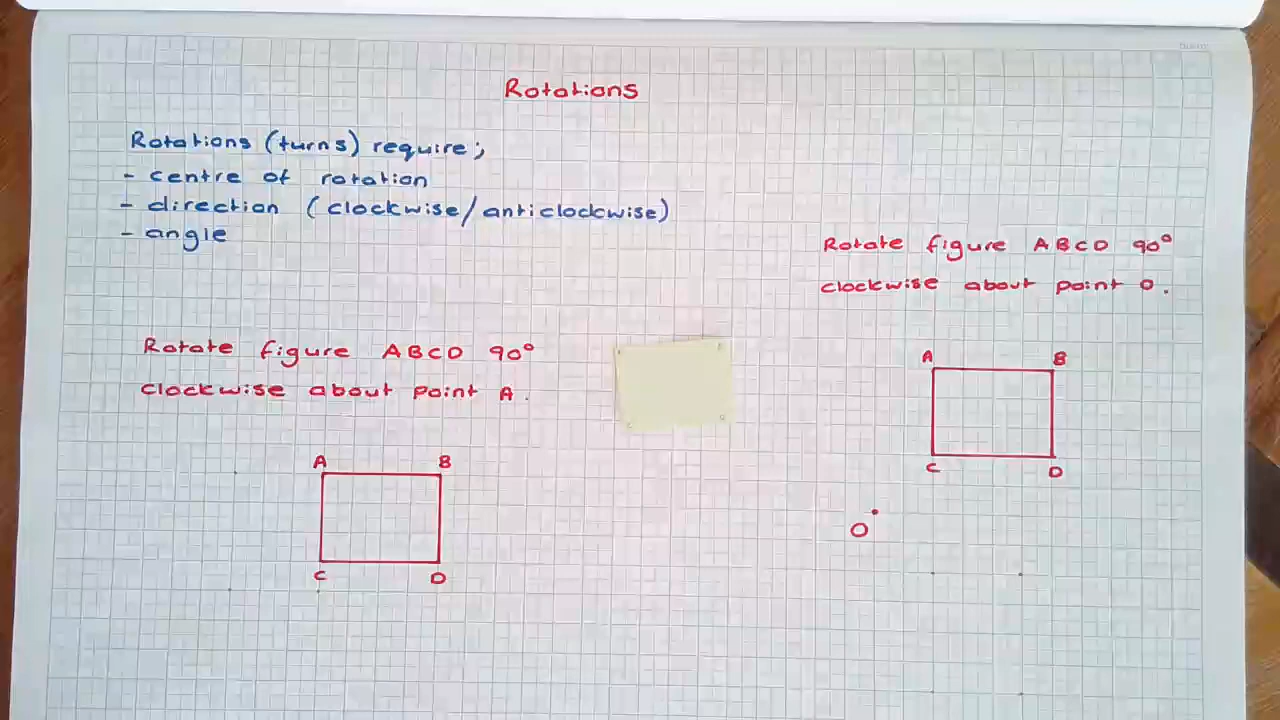 Rotations
Rotations (turns) require;
- centre of rotation
- direction (clockwise/anticlockwise)
- angle
Rotate figure ABCD 90°
clockwise about point O.
Rotate figure ABCD 90°
clockwise about point A.
A B
C D
A B
C D
O